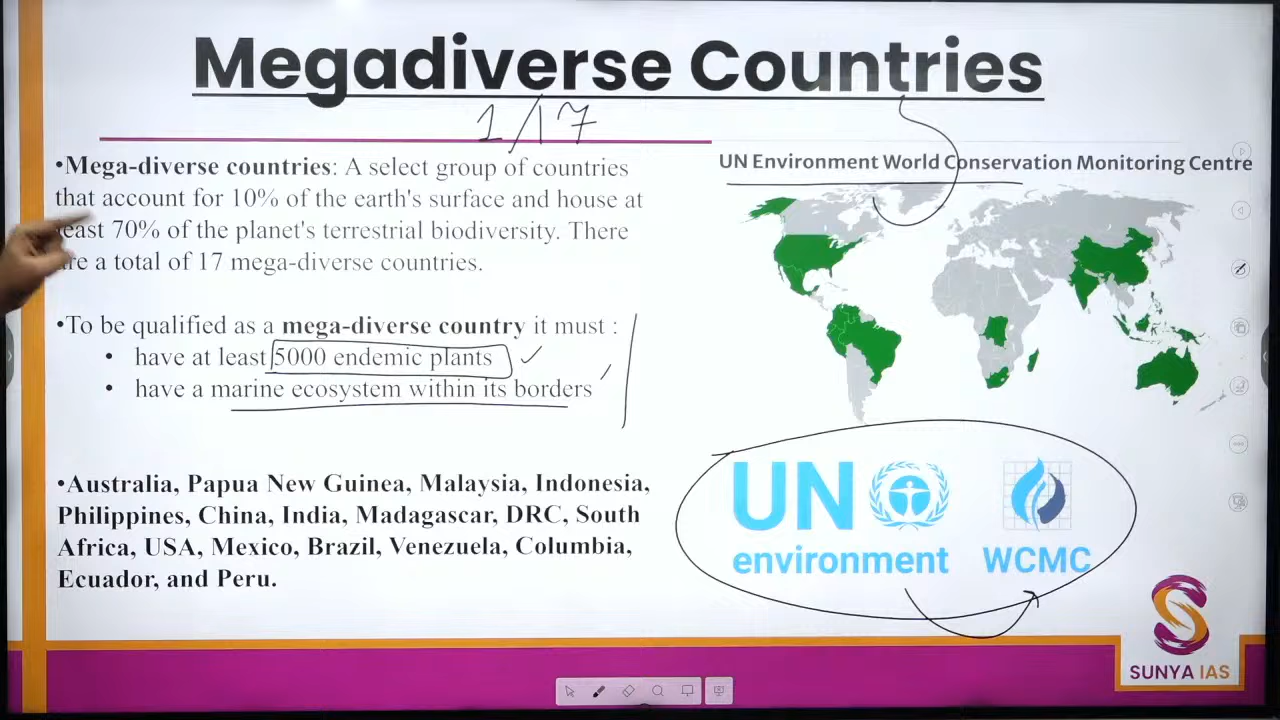 Megadiverse Countries
1/17
•Mega-diverse countries: A select group of countries
that account for 10% of the earth's surface and house at
least 70% of the planet's terrestrial biodiversity. There
are a total of 17 mega-diverse countries.
•To be qualified as a mega-diverse country it must :
• have at least 5000 endemic plants
• have a marine ecosystem within its borders
•Australia, Papua New Guinea, Malaysia, Indonesia,
Philippines, China, India, Madagascar, DRC, South
Africa, USA, Mexico, Brazil, Venezuela, Columbia,
Ecuador, and Peru.
UN Environment World Conservation Monitoring Centre
UN
environment
WCMC
SUNYA IAS